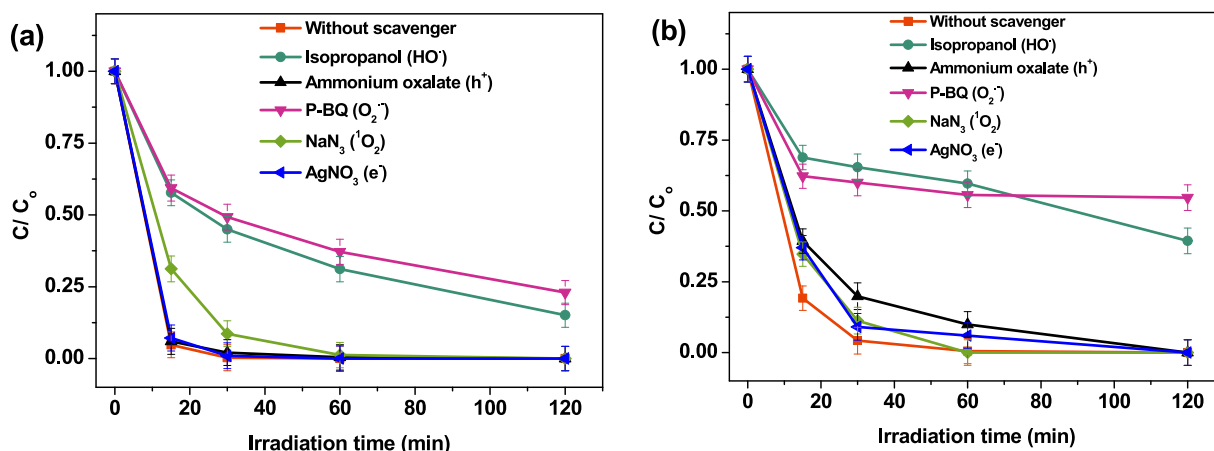 (a)
Without scavenger
Isopropanol (HO·)
Ammonium oxalate (h⁺)
P-BQ (O₂·⁻)
NaN₃ (¹O₂)
AgNO₃ (e⁻)
1.00
0.75
0.50
0.25
0.00
C/ Cₒ
0 20 40 60 80 100 120
Irradiation time (min)
(b)
Without scavenger
Isopropanol (HO·)
Ammonium oxalate (h⁺)
P-BQ (O₂·⁻)
NaN₃ (¹O₂)
AgNO₃ (e⁻)
1.00
0.75
0.50
0.25
0.00
C/ Cₒ
0 20 40 60 80 100 120
Irradiation time (min)